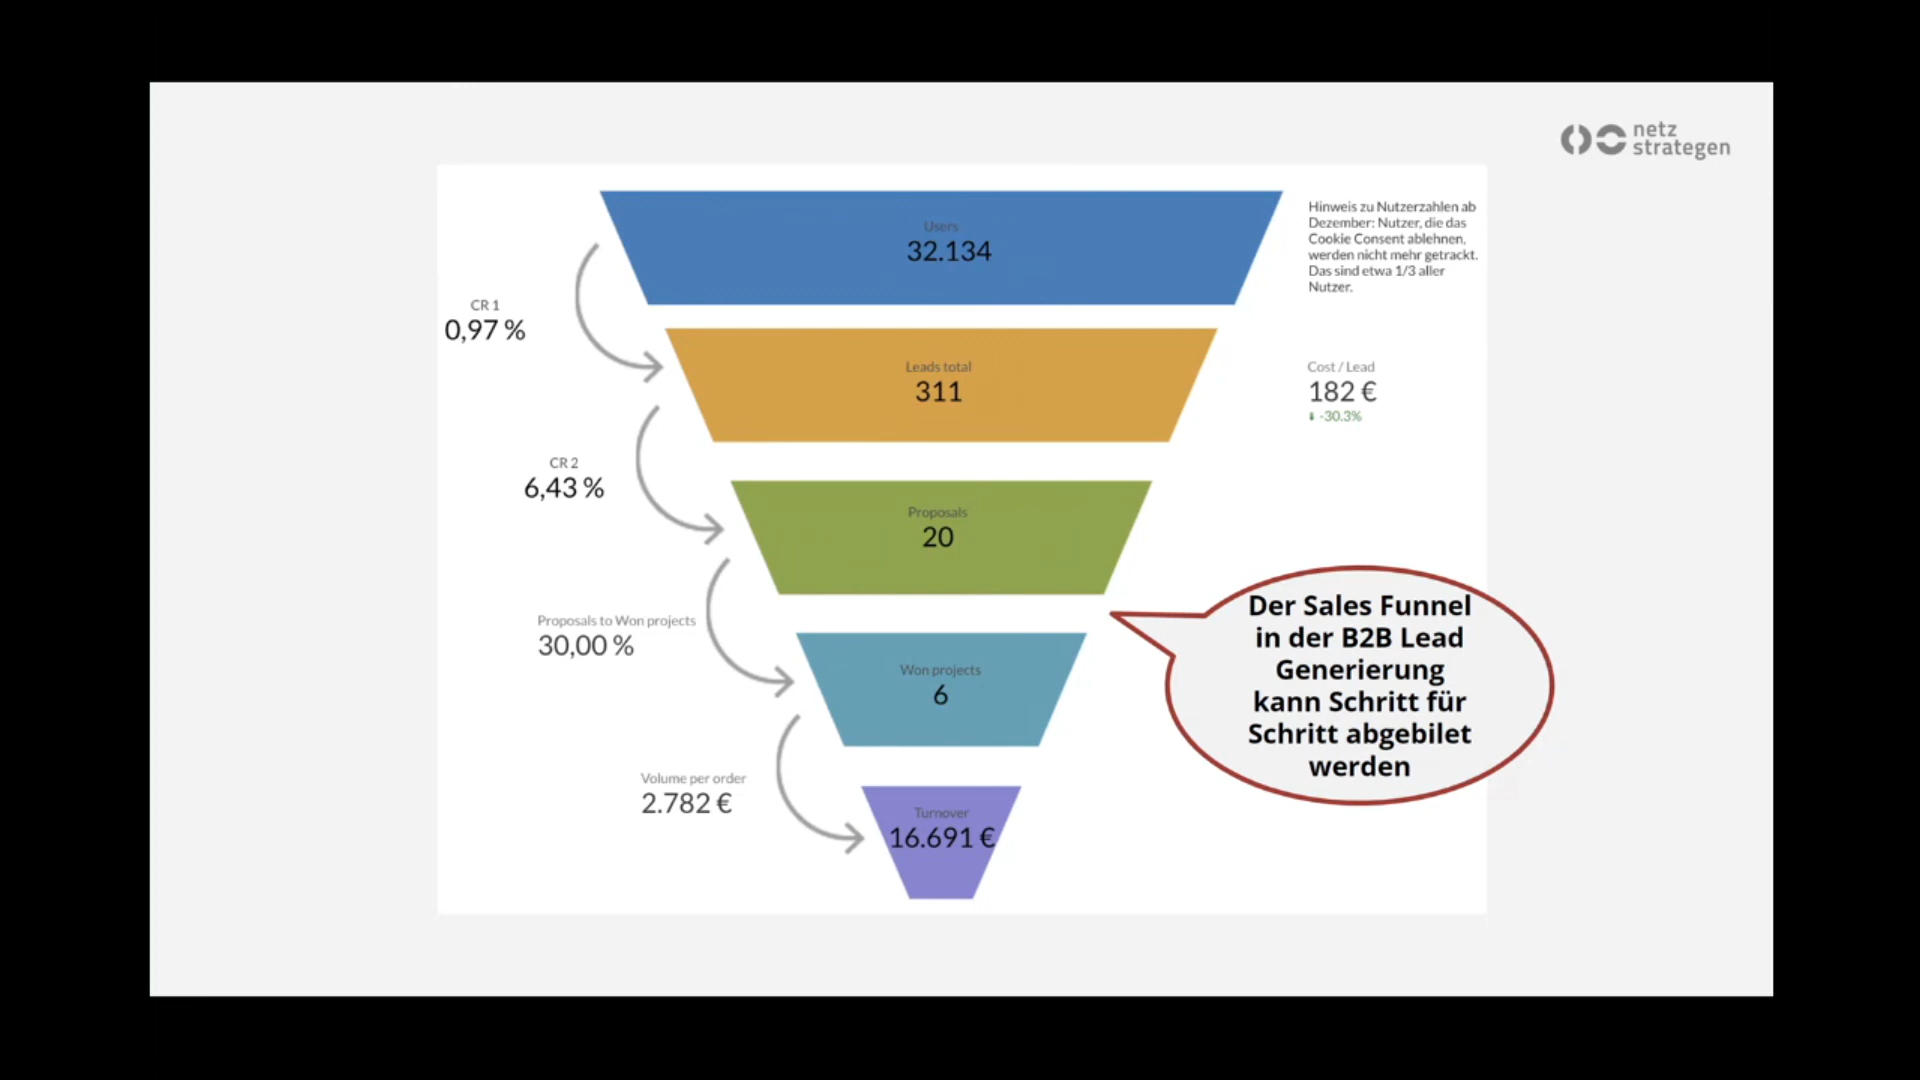 netz
strategen
Users
32.134
Hinweis zu Nutzerzahlen ab
Dezember: Nutzer, die das
Cookie Consent ablehnen,
werden nicht mehr getrackt.
Das sind etwa 1/3 aller
Nutzer.
CR 1
0,97 %
Leads total
311
Cost / Lead
182 €
-30.3%
CR 2
6,43 %
Proposals
20
Proposals to Won projects
30,00 %
Won projects
6
Der Sales Funnel
in der B2B Lead
Generierung
kann Schritt für
Schritt abgebilet
werden
Volume per order
2.782 €
Turnover
16.691 €